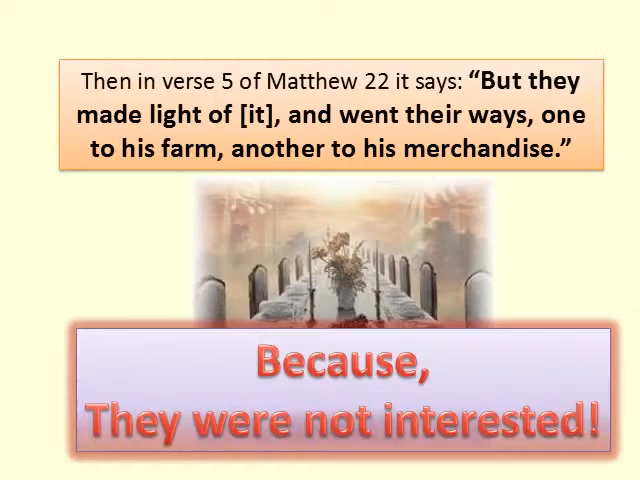 Then in verse 5 of Matthew 22 it says: “But they
made light of [it], and went their ways, one
to his farm, another to his merchandise.”
Because,
They were not interested!